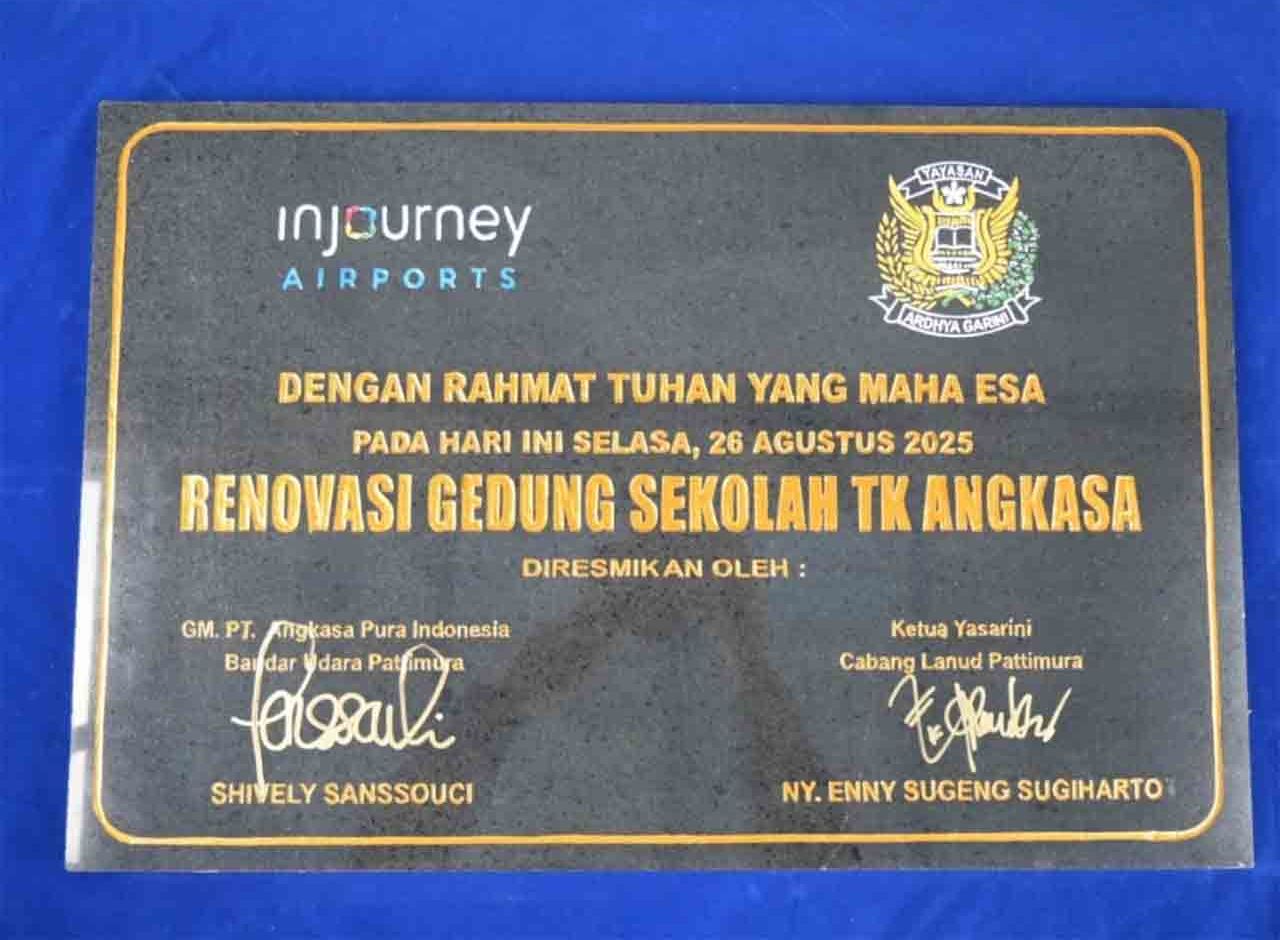 injourney
AIRPORTS
YAYASAN
ARDHYA GARINI
DENGAN RAHMAT TUHAN YANG MAHA ESA
PADA HARI INI SELASA, 26 AGUSTUS 2025
RENOVASI GEDUNG SEKOLAH TK ANGKASA
DIRESMIKAN OLEH :
GM. PT. Angkasa Pura Indonesia
Bandar Udara Pattimura
SHIVELY SANSSOUCI
Ketua Yasarini
Cabang Lanud Pattimura
NY. ENNY SUGENG SUGIHARTO